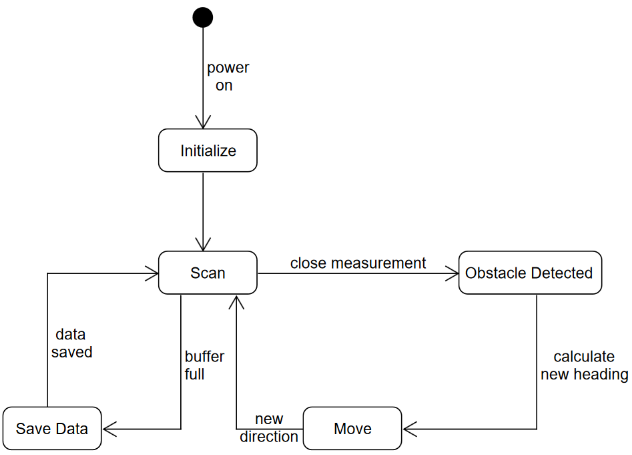 power
on
Initialize
Scan
close measurement
Obstacle Detected
data
saved
buffer
full
calculate
new heading
Save Data
new
direction
Move